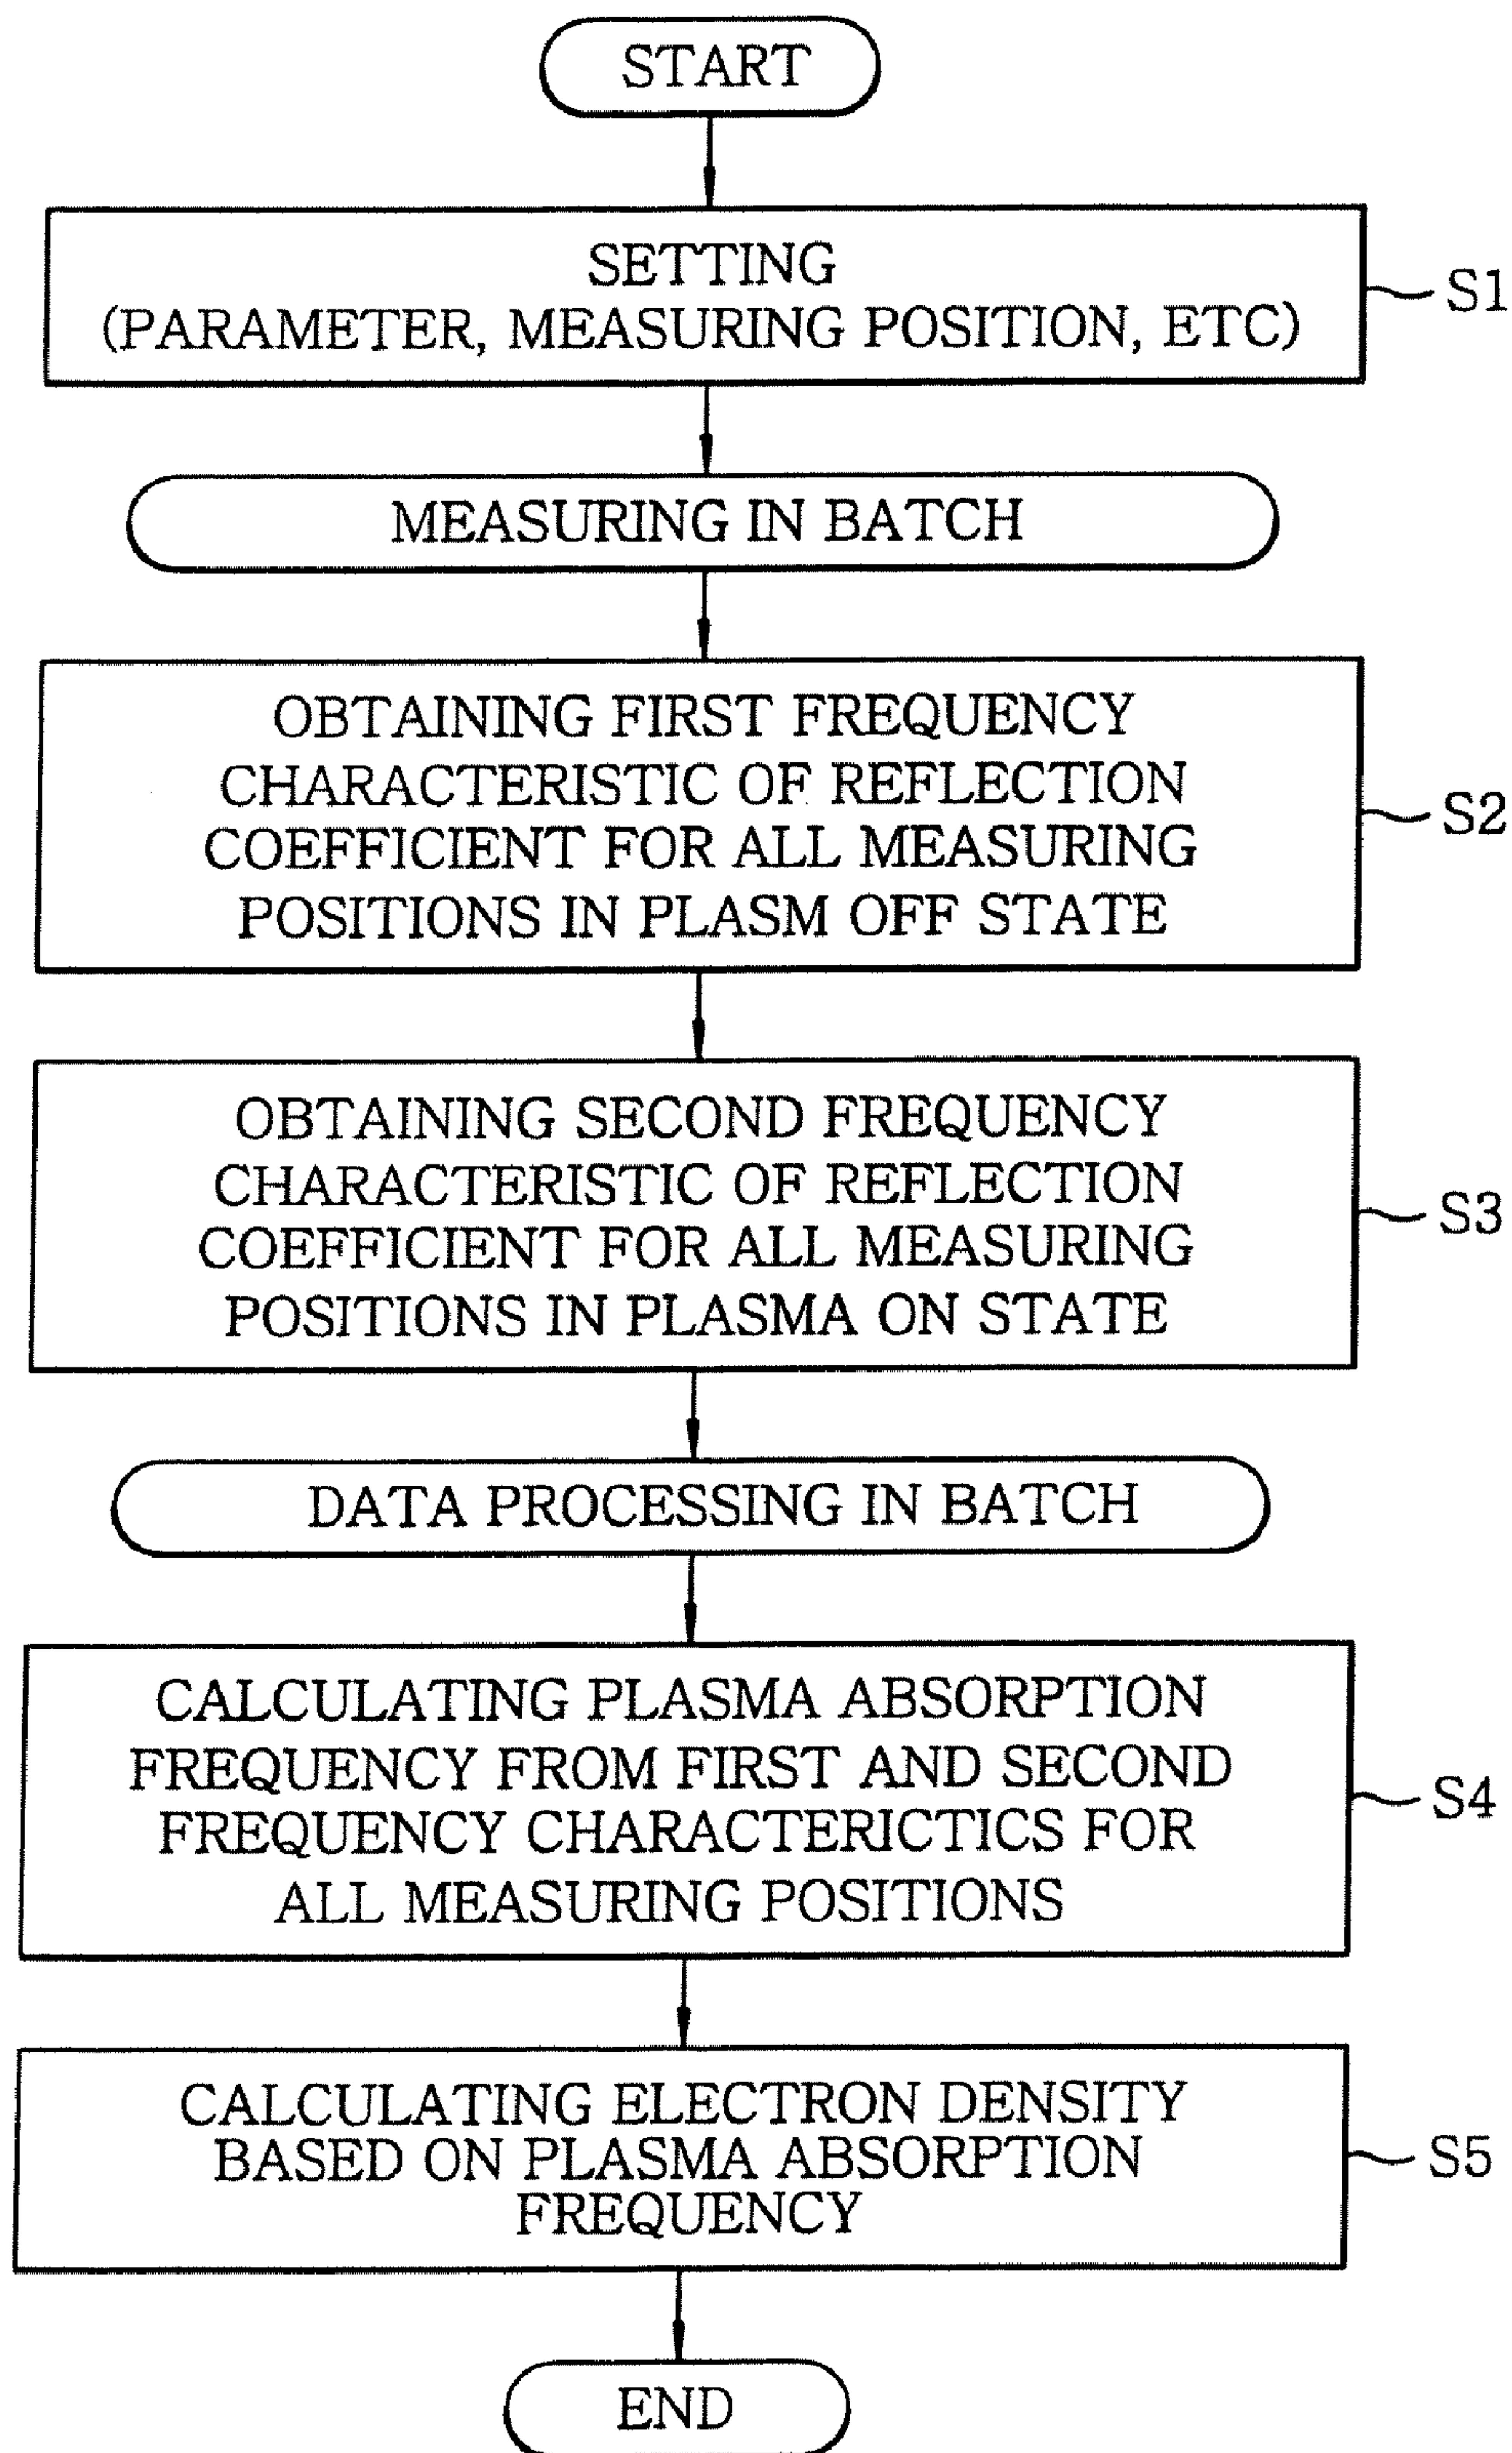 START
SETTING
(PARAMETER, MEASURING POSITION, ETC)
S1
MEASURING IN BATCH
OBTAINING FIRST FREQUENCY
CHARACTERISTIC OF REFLECTION
COEFFICIENT FOR ALL MEASURING
POSITIONS IN PLASM OFF STATE
S2
OBTAINING SECOND FREQUENCY
CHARACTERISTIC OF REFLECTION
COEFFICIENT FOR ALL MEASURING
POSITIONS IN PLASMA ON STATE
S3
DATA PROCESSING IN BATCH
CALCULATING PLASMA ABSORPTION
FREQUENCY FROM FIRST AND SECOND
FREQUENCY CHARACTERICTICS FOR
ALL MEASURING POSITIONS
S4
CALCULATING ELECTRON DENSITY
BASED ON PLASMA ABSORPTION
FREQUENCY
S5
END